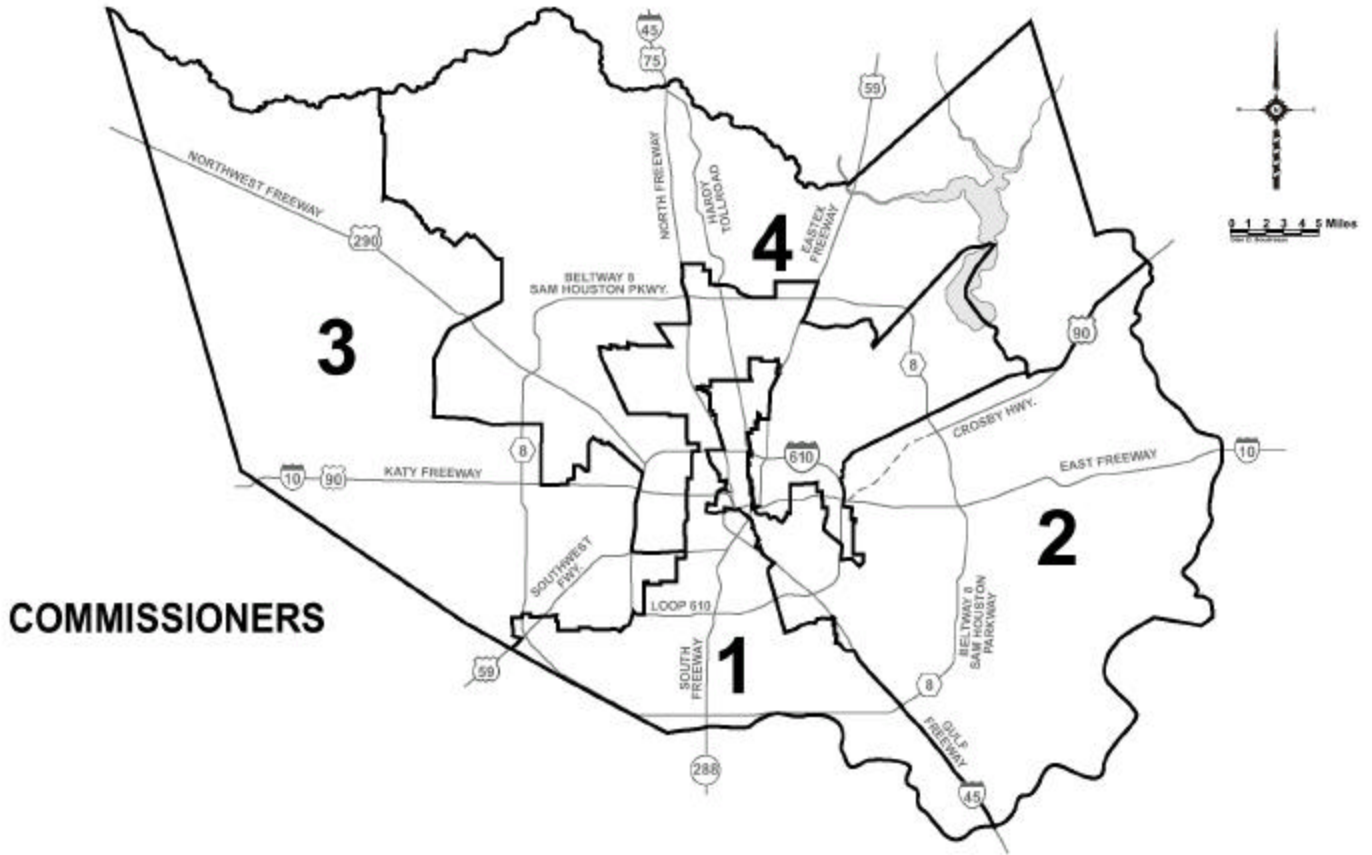 45
75
59
NORTHWEST FREEWAY
NORTH FREEWAY
HARDY
TOLLROAD
EASTEX
FREEWAY
0 1 2 3 4 5 Miles
290
4
BELTWAY 8
SAM HOUSTON PKWY.
3
90
8
CROSBY HWY.
8
610
EAST FREEWAY
10
10
90
KATY FREEWAY
2
SOUTHWEST
FWY.
COMMISSIONERS
LOOP 610
BELTWAY 8
SAM HOUSTON
PARKWAY
1
SOUTH
FREEWAY
59
8
GULF
FREEWAY
288
45